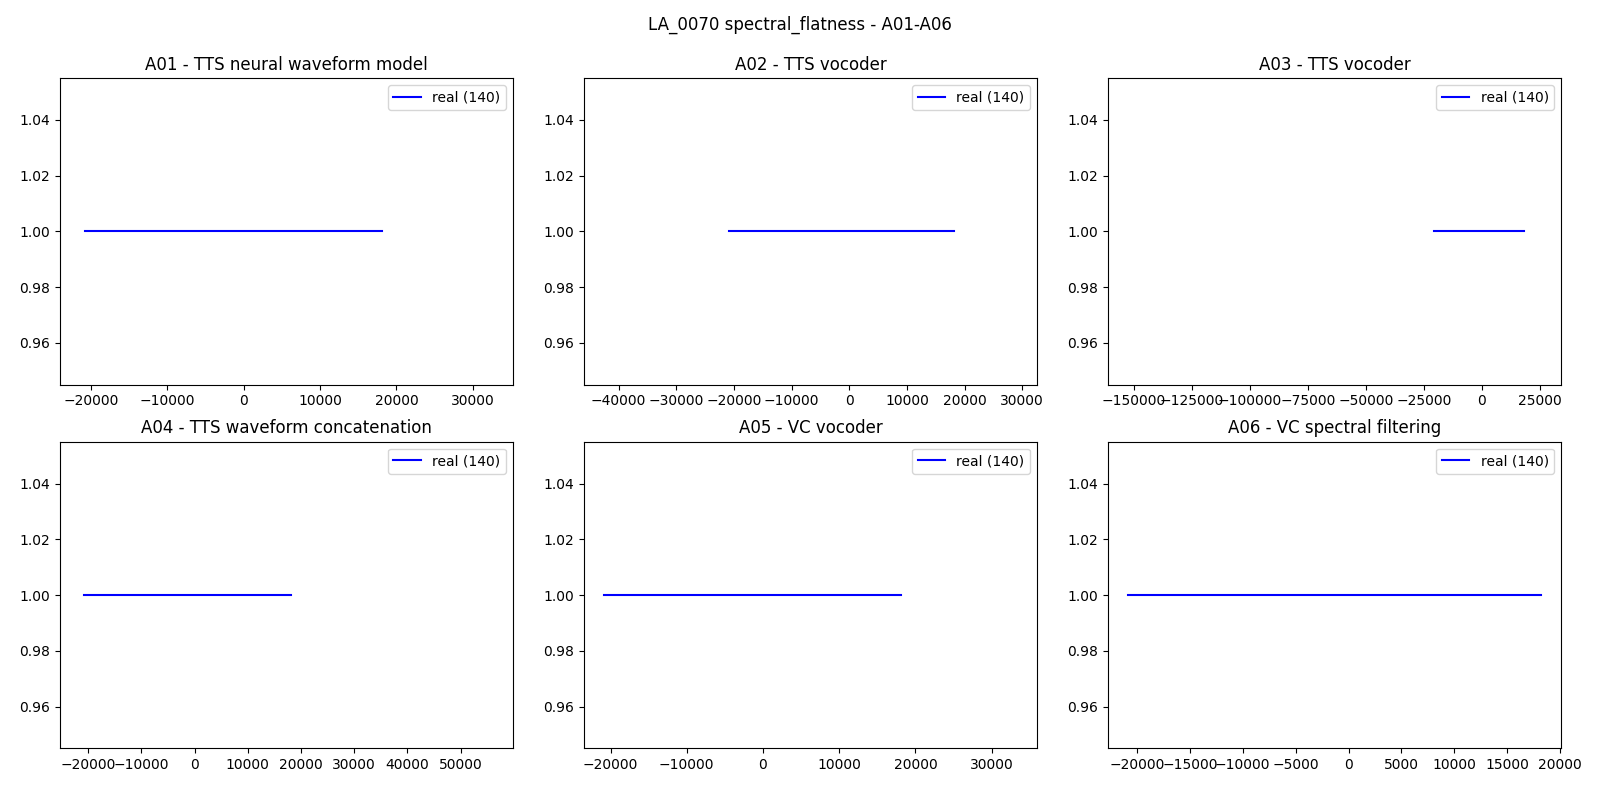 LA_0070 spectral_flatness - A01-A06
A01 - TTS neural waveform model
real (140)
1.04
1.02
1.00
0.98
0.96
−20000 −10000 0 10000 20000 30000
A02 - TTS vocoder
real (140)
1.04
1.02
1.00
0.98
0.96
−40000 −30000 −20000 −10000 0 10000 20000 30000
A03 - TTS vocoder
real (140)
1.04
1.02
1.00
0.98
0.96
−150000 −125000 −100000 −75000 −50000 −25000 0 25000
A04 - TTS waveform concatenation
real (140)
1.04
1.02
1.00
0.98
0.96
−20000 −10000 0 10000 20000 30000 40000 50000
A05 - VC vocoder
real (140)
1.04
1.02
1.00
0.98
0.96
−20000 −10000 0 10000 20000 30000
A06 - VC spectral filtering
real (140)
1.04
1.02
1.00
0.98
0.96
−20000 −15000 −10000 −5000 0 5000 10000 15000 20000